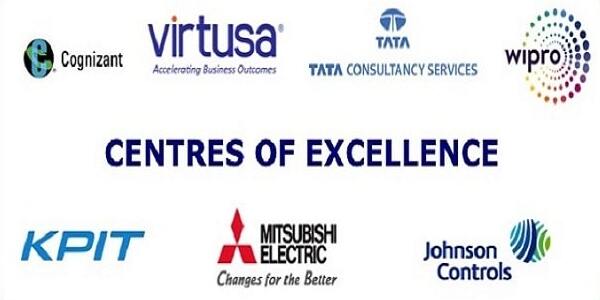 Cognizant
virtusa
Accelerating Business Outcomes
TATA
TATA CONSULTANCY SERVICES
wipro
CENTRES OF EXCELLENCE
KPIT
MITSUBISHI
ELECTRIC
Changes for the Better
Johnson
Controls